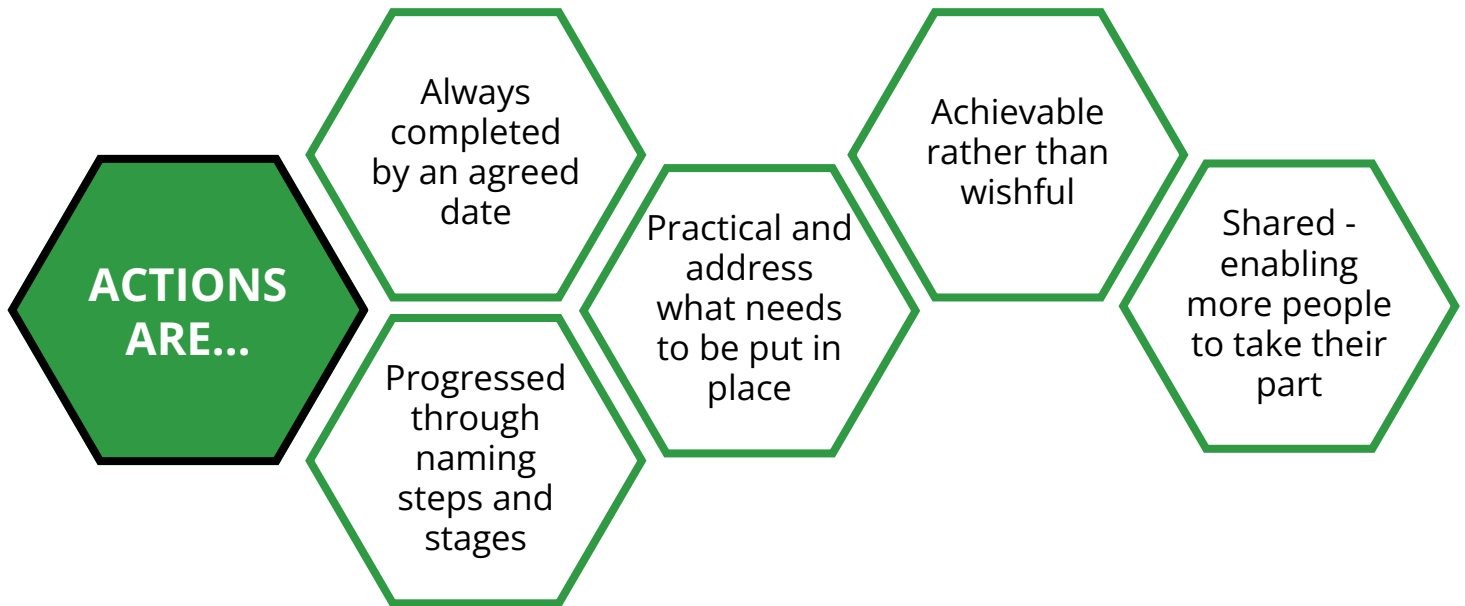 ACTIONS
ARE...
Always
completed
by an agreed
date
Progressed
through
naming
steps and
stages
Practical and
address
what needs
to be put in
place
Achievable
rather than
wishful
Shared -
enabling
more people
to take their
part